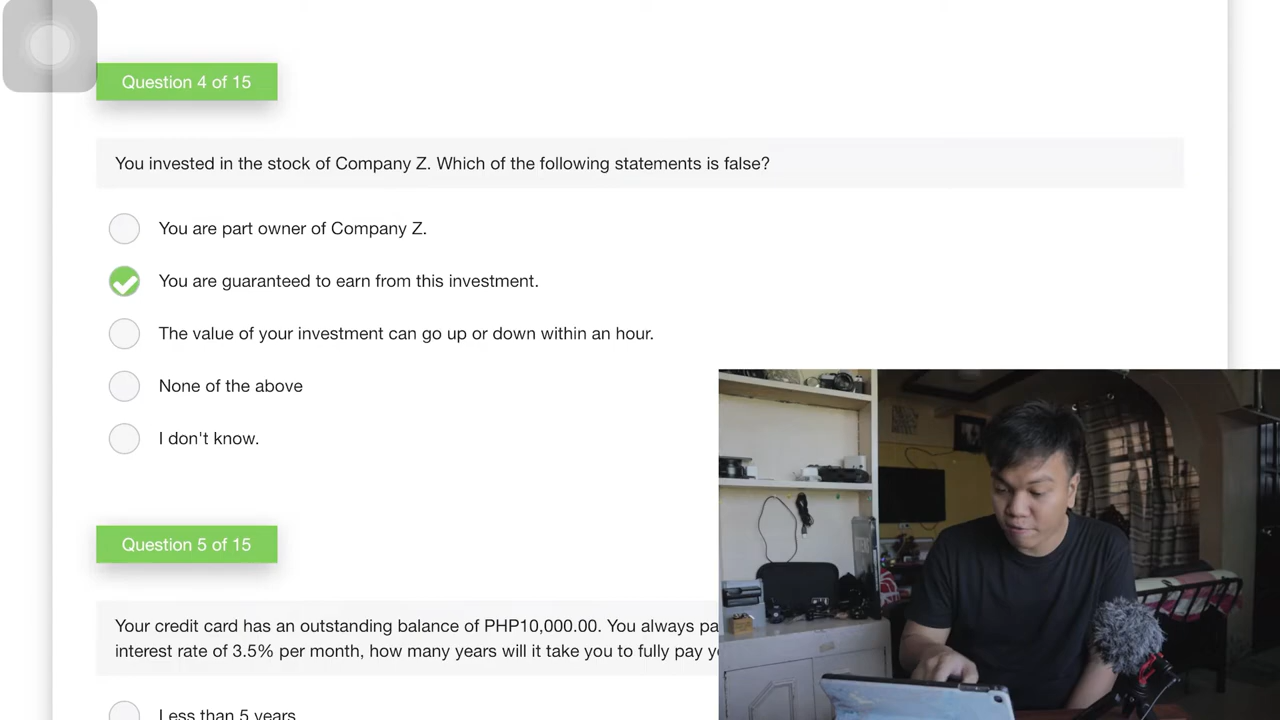 Question 4 of 15
You invested in the stock of Company Z. Which of the following statements is false?
You are part owner of Company Z.
You are guaranteed to earn from this investment.
The value of your investment can go up or down within an hour.
None of the above
I don't know.
Question 5 of 15
Your credit card has an outstanding balance of PHP10,000.00. You always pa
interest rate of 3.5% per month, how many years will it take you to fully pay
Less than 5 years